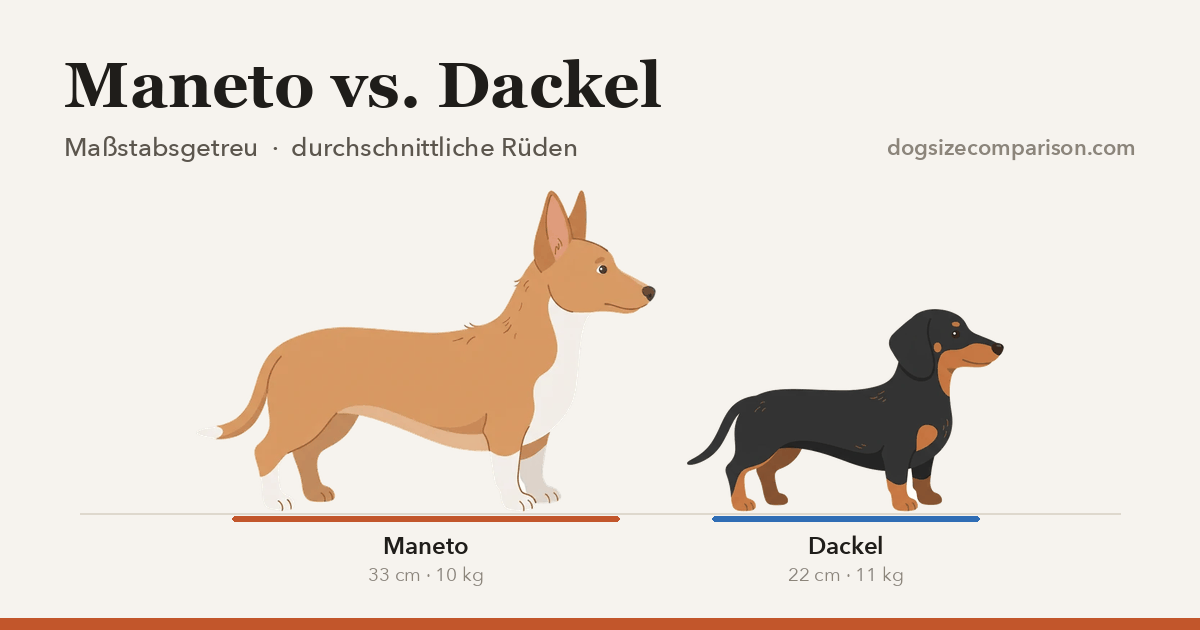 Maneto vs. Dackel
Maßstabsgetreu · durchschnittliche Rüden
dogsizecomparison.com
Maneto
33 cm · 10 kg
Dackel
22 cm · 11 kg